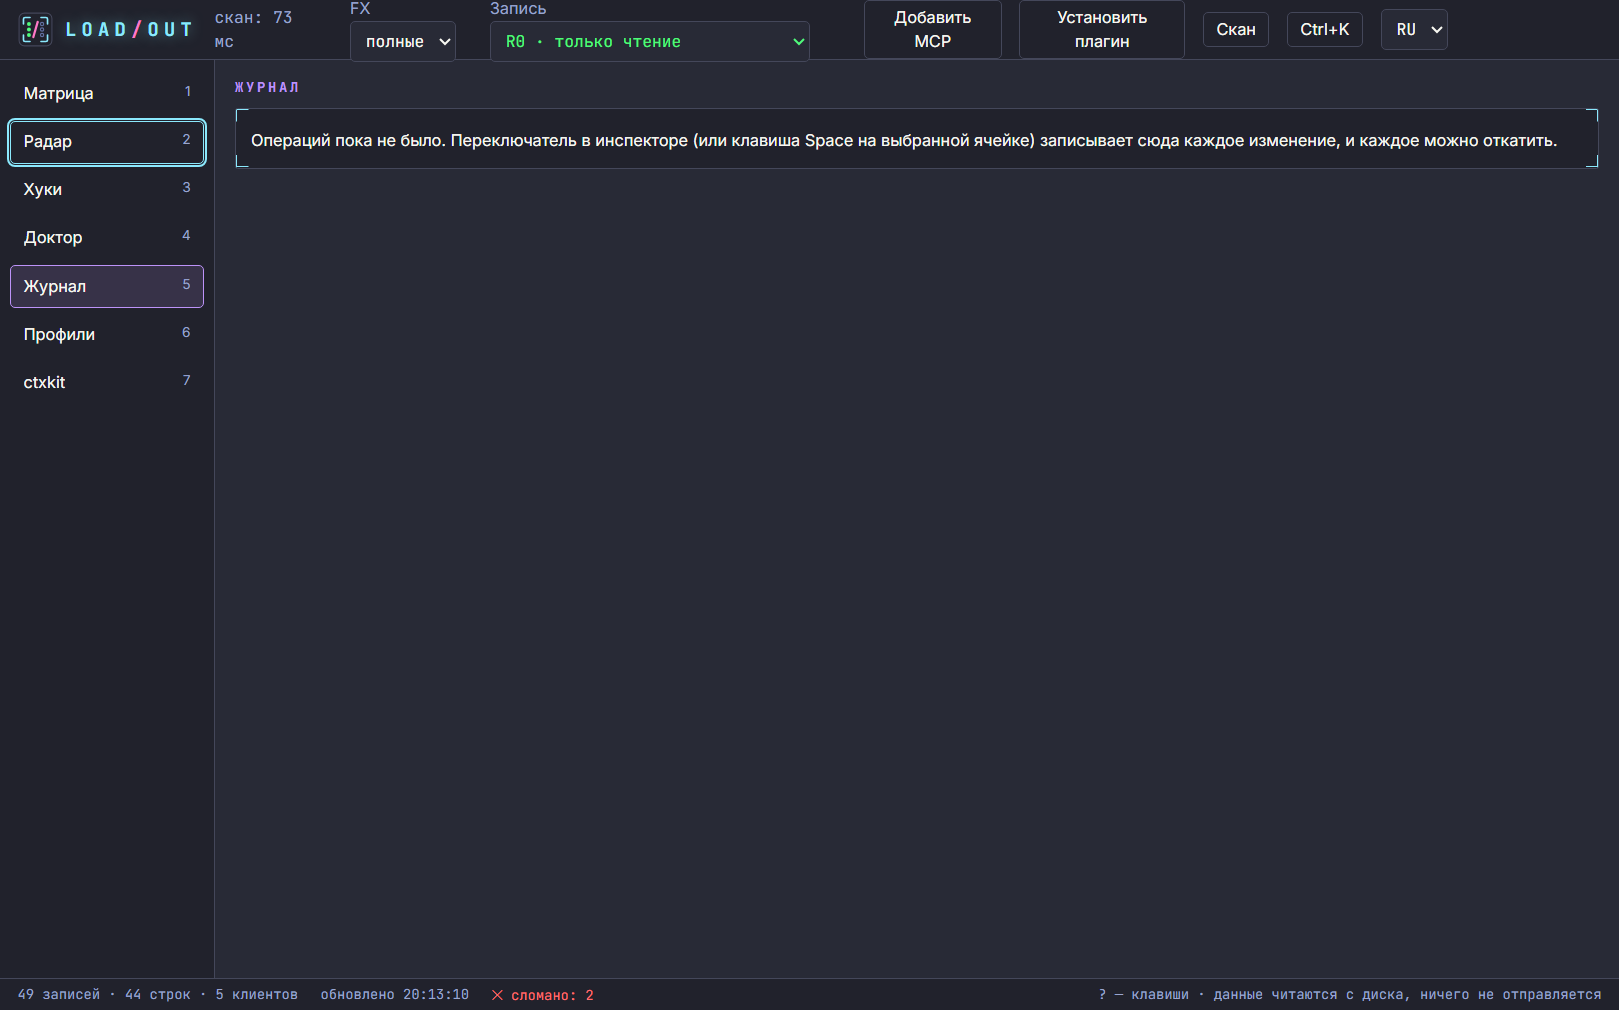 LOAD/OUT
скан: 73
мс
FX
полные
Запись
R0 · только чтение
Добавить
MCP
Установить
плагин
Скан
Ctrl+K
RU
Матрица 1
Радар 2
Хуки 3
Доктор 4
Журнал 5
Профили 6
ctxkit 7
ЖУРНАЛ
Операций пока не было. Переключатель в инспекторе (или клавиша Space на выбранной ячейке) записывает сюда каждое изменение, и каждое можно откатить.
49 записей · 44 строк · 5 клиентов обновлено 20:13:10 ✕ сломано: 2
? — клавиши · данные читаются с диска, ничего не отправляется